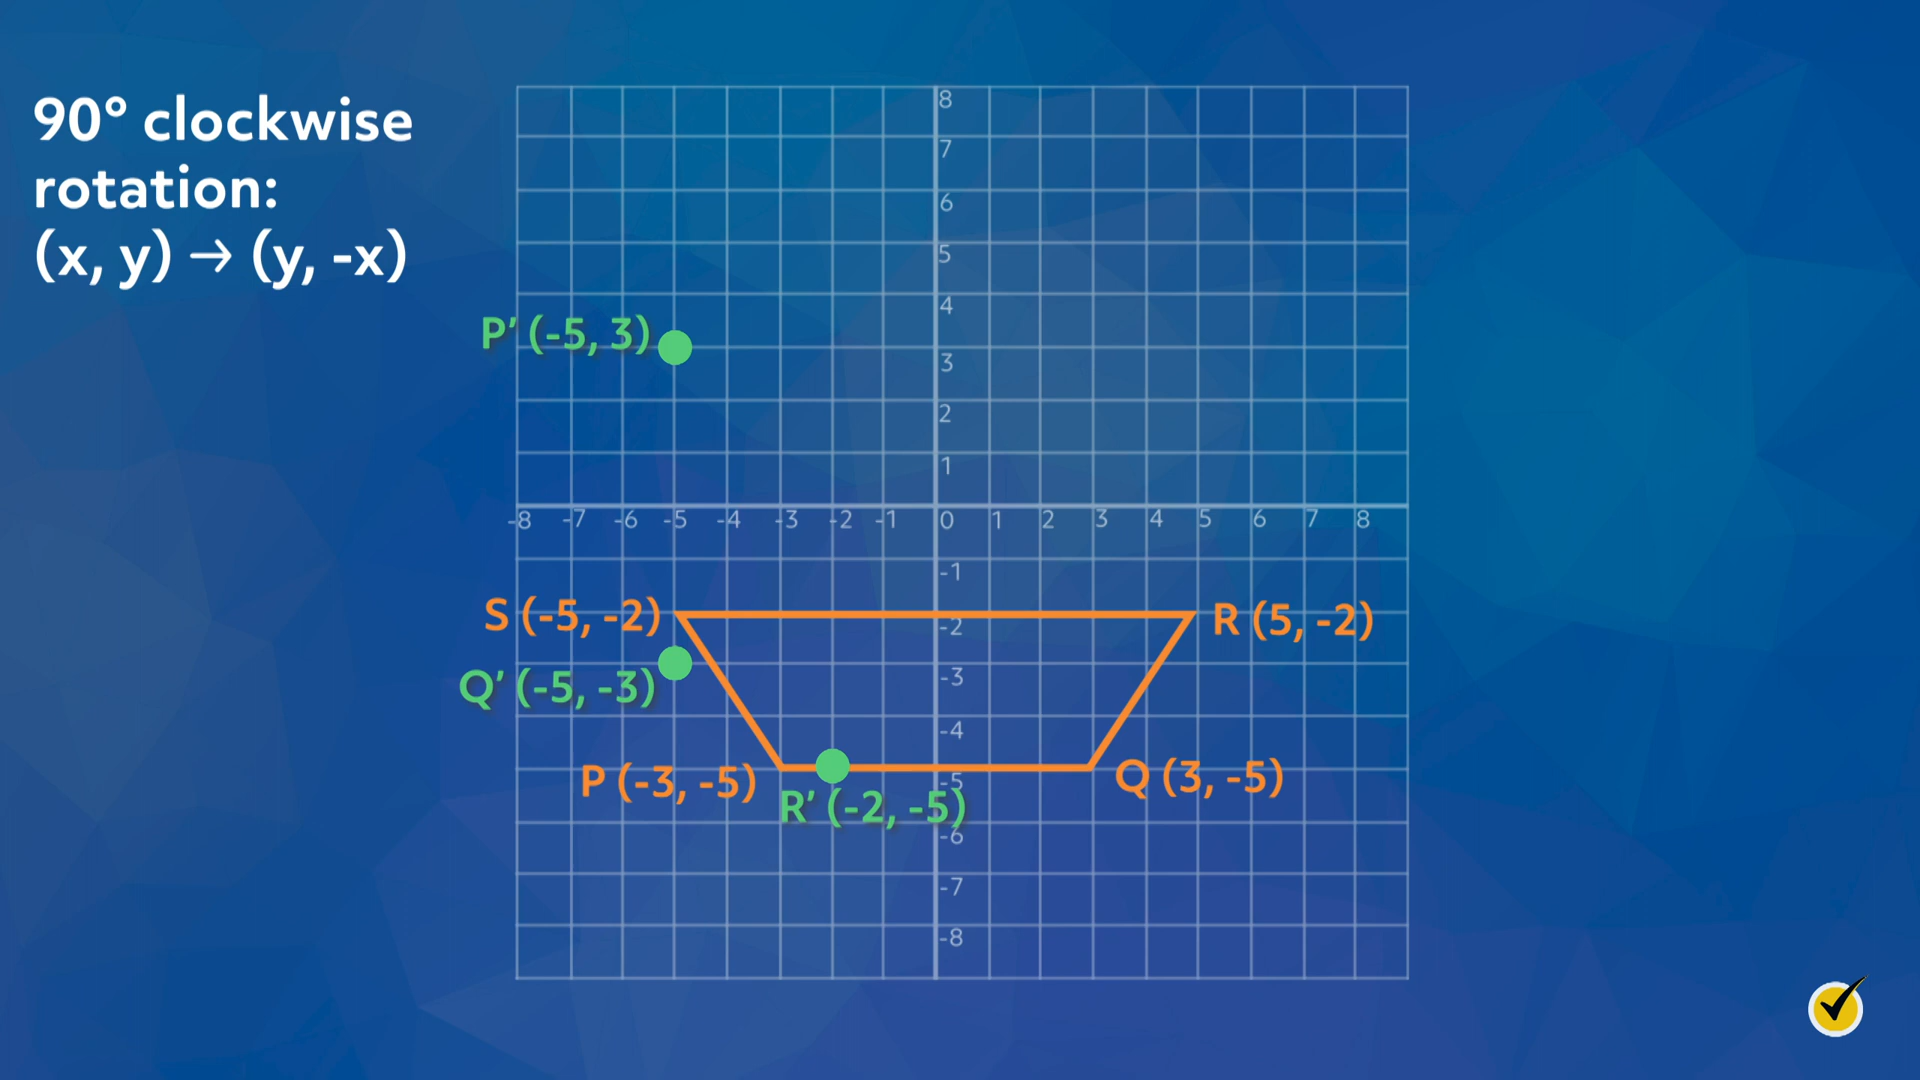 90° clockwise
rotation:
(x, y) → (y, -x)
8
7
6
5
4
P′ (-5, 3)
3
2
1
-8 -7 -6 -5 -4 -3 -2 -1 0 1 2 3 4 5 6 7 8
-1
S (-5, -2)
-2
R (5, -2)
-3
Q′ (-5, -3)
-4
P (-3, -5)
-5
Q (3, -5)
R′ (-2, -5)
-6
-7
-8